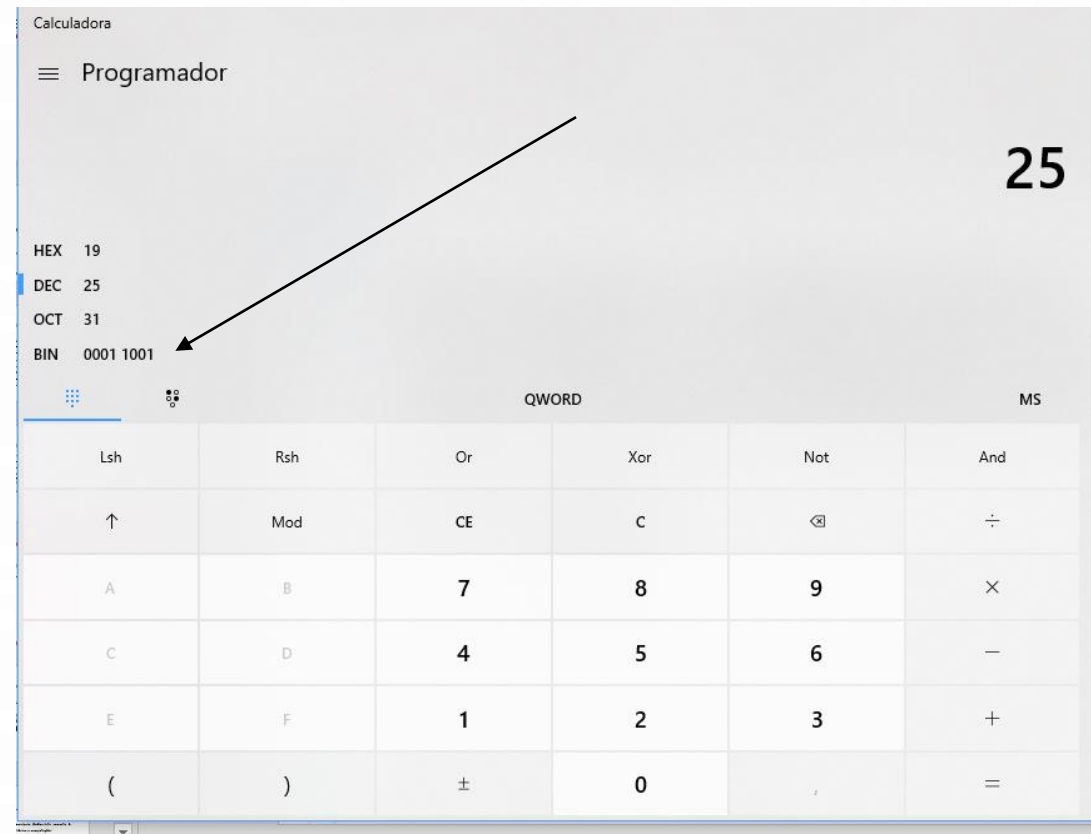 Calculadora
Programador
25
HEX 19
DEC 25
OCT 31
BIN 0001 1001
QWORD MS
Lsh Rsh Or Xor Not And
↑ Mod CE C ⌫ ÷
A B 7 8 9 ×
C D 4 5 6 −
E F 1 2 3 +
( ) ± 0 , =